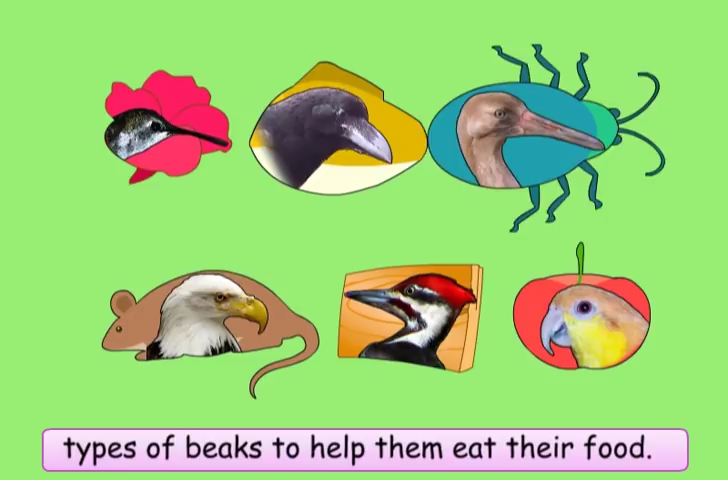 types of beaks to help them eat their food.